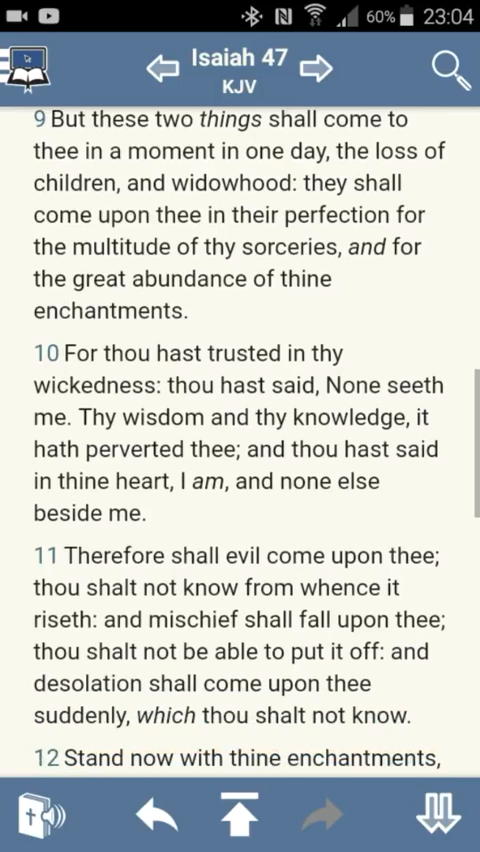 60% 23:04
Isaiah 47
KJV
9 But these two things shall come to
thee in a moment in one day, the loss of
children, and widowhood: they shall
come upon thee in their perfection for
the multitude of thy sorceries, and for
the great abundance of thine
enchantments.
10 For thou hast trusted in thy
wickedness: thou hast said, None seeth
me. Thy wisdom and thy knowledge, it
hath perverted thee; and thou hast said
in thine heart, I am, and none else
beside me.
11 Therefore shall evil come upon thee;
thou shalt not know from whence it
riseth: and mischief shall fall upon thee;
thou shalt not be able to put it off: and
desolation shall come upon thee
suddenly, which thou shalt not know.
12 Stand now with thine enchantments,